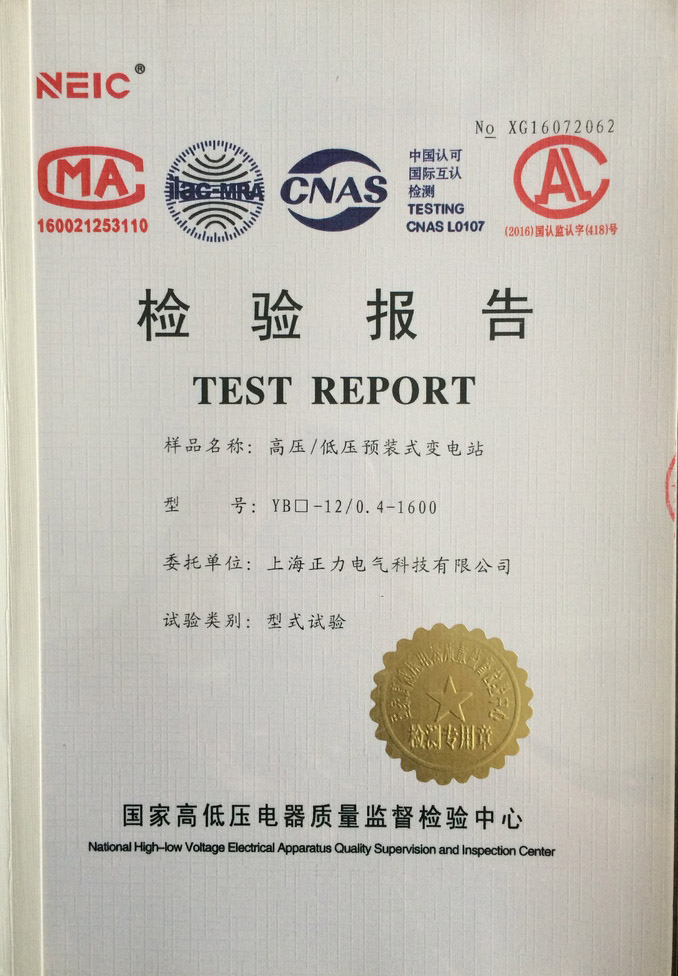 NEIC®
No XG16072062
MA
160021253110
ilac-MRA
CNAS
中国认可
国际互认
检测
TESTING
CNAS L0107
CAL
(2016)国认监认字(418)号
检验报告
TEST REPORT
样品名称：高压/低压预装式变电站
型 号：YB□-12/0.4-1600
委托单位：上海正力电气科技有限公司
试验类别：型式试验
检测专用章
国家高低压电器质量监督检验中心
National High-low Voltage Electrical Apparatus Quality Supervision and Inspection Center